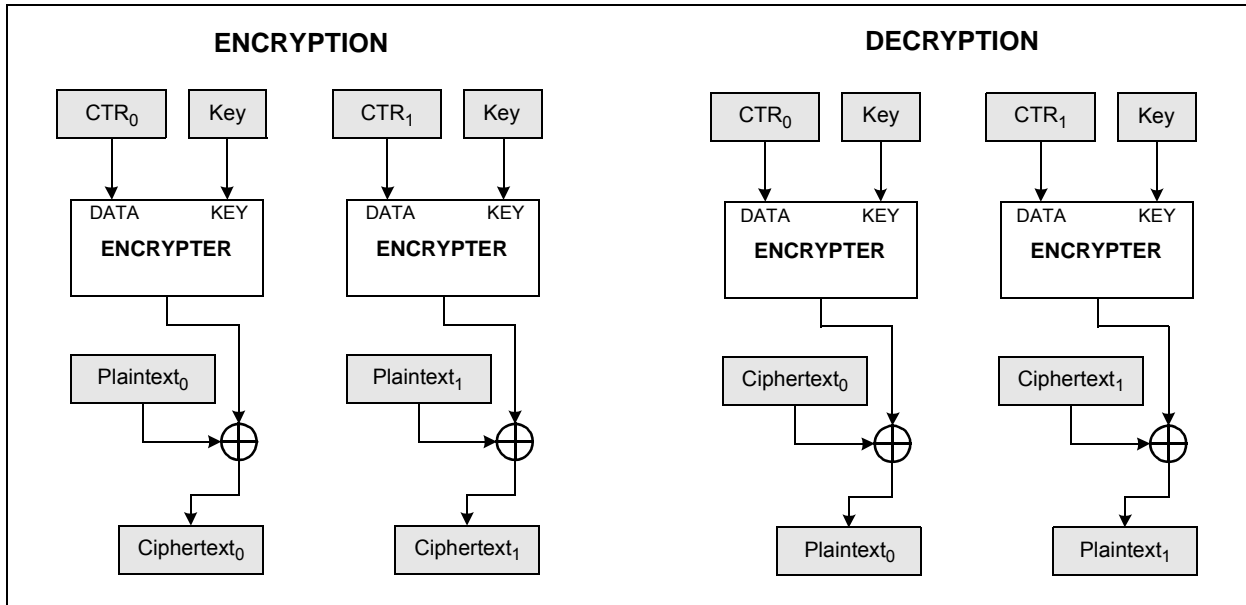 ENCRYPTION
CTR0 Key
CTR1 Key
DATA KEY
ENCRYPTER
DATA KEY
ENCRYPTER
Plaintext0
Plaintext1
Ciphertext0
Ciphertext1
DECRYPTION
CTR0 Key
CTR1 Key
DATA KEY
ENCRYPTER
DATA KEY
ENCRYPTER
Ciphertext0
Ciphertext1
Plaintext0
Plaintext1